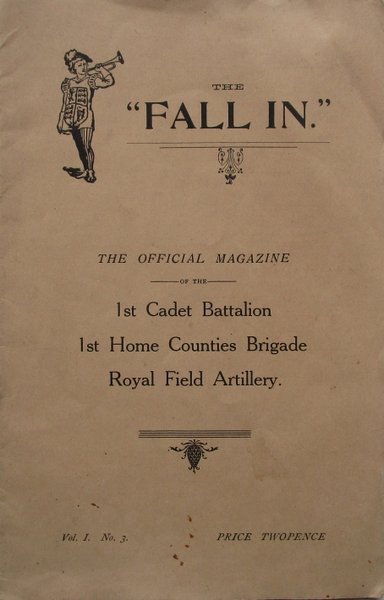 THE
"FALL IN."
THE OFFICIAL MAGAZINE
OF THE
1st Cadet Battalion
1st Home Counties Brigade
Royal Field Artillery.
Vol. I. No. 3. PRICE TWOPENCE